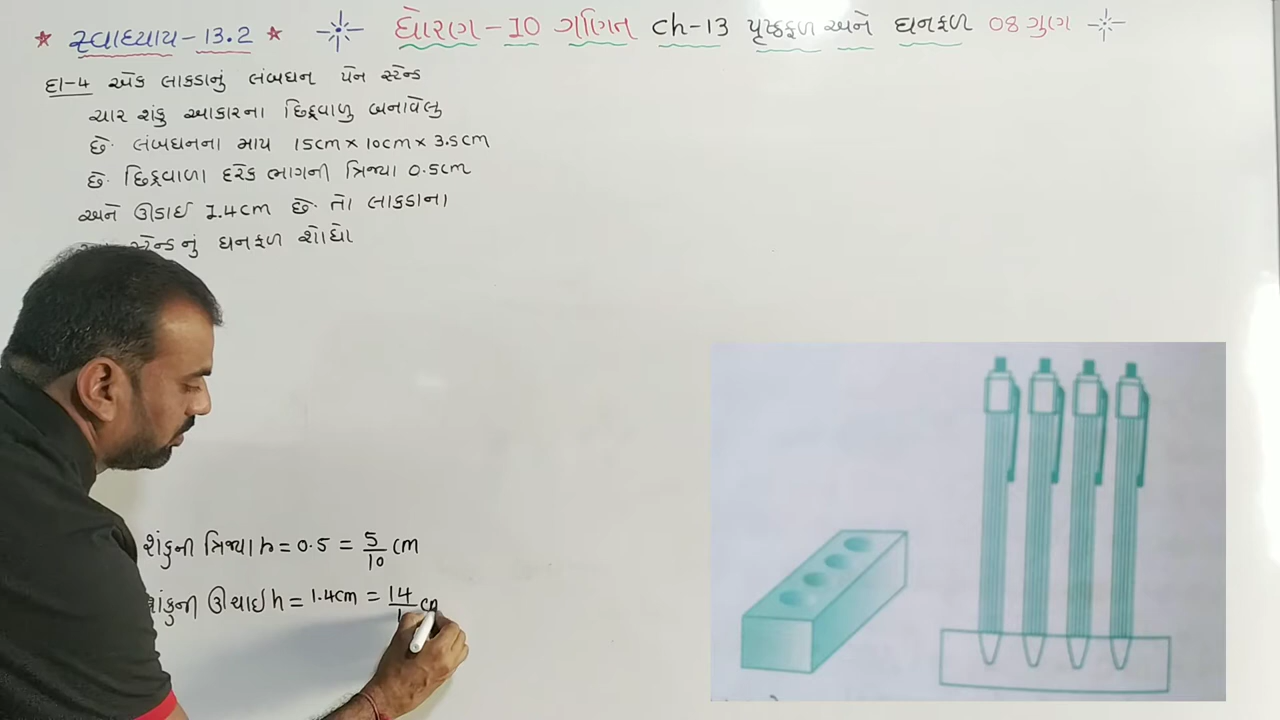 ★ સ્વાધ્યાય-13.2 ★ ધોરણ-10 ગણિત ch-13 પૃષ્ઠફળ અને ઘનફળ 08 ગુણ
દા-4 એક લાકડાનું લંબઘન પેન સ્ટેન્ડ
ચાર શંકુ આકારના છિદ્રવાળુ બનાવેલુ
છે. લંબઘનના માપ 15cm × 10cm × 3.5cm
છે. છિદ્રવાળા દરેક ભાગની ત્રિજ્યા 0.5cm
અને ઊંડાઈ 1.4cm છે. તો લાકડાના
સ્ટેન્ડનું ઘનફળ શોધો
શંકુની ત્રિજ્યા r = 0.5 = 5/10 cm
શંકુની ઊંચાઈ h = 1.4cm = 14/1 cm